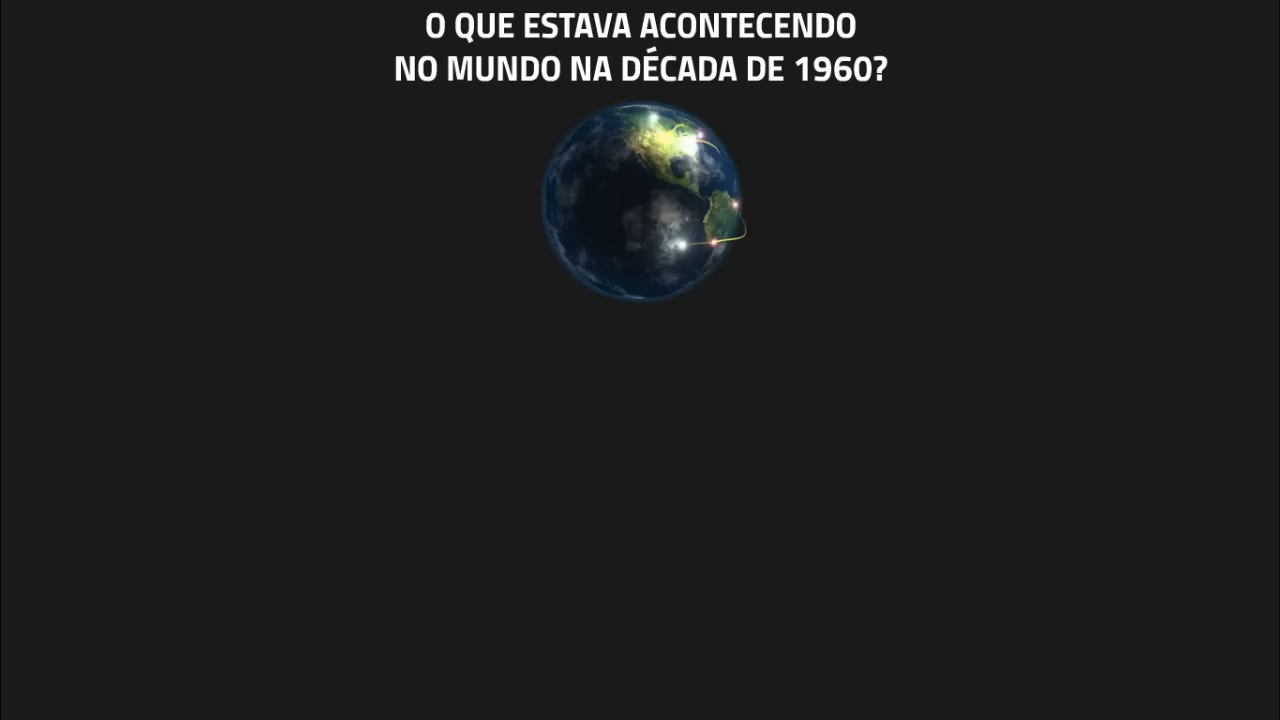 O QUE ESTAVA ACONTECENDO
NO MUNDO NA DÉCADA DE 1960?